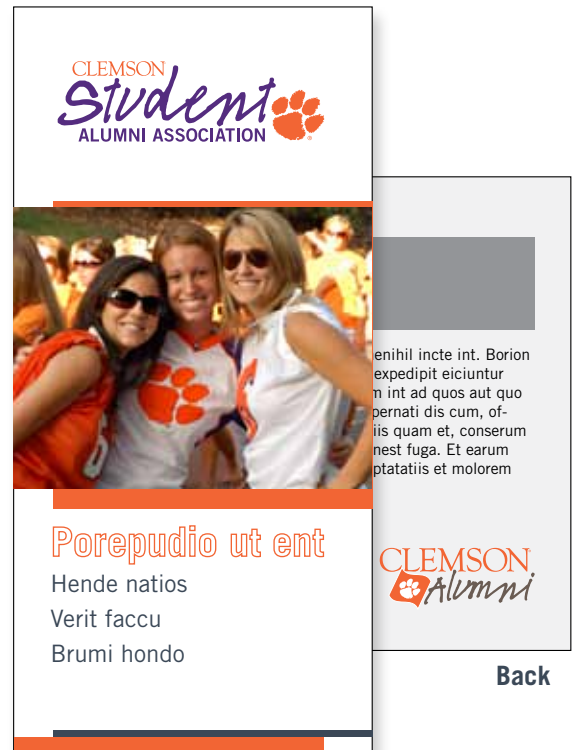 CLEMSON
Student
ALUMNI ASSOCIATION
Porepudio ut ent
Hende natios
Verit faccu
Brumi hondo
enihil incte int. Borion
expedipit eiciuntur
int ad quos aut quo
pernati dis cum, of-
iis quam et, conserum
nest fuga. Et earum
ptatatiis et molorem
CLEMSON
Alumni
Back